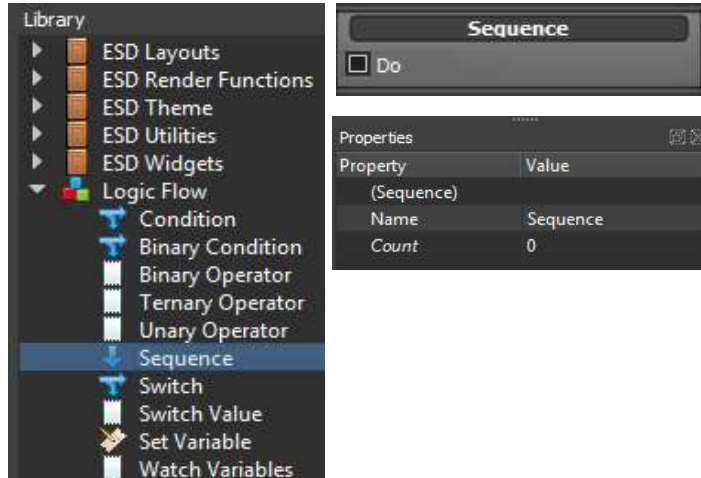 Library
ESD Layouts
ESD Render Functions
ESD Theme
ESD Utilities
ESD Widgets
Logic Flow
Condition
Binary Condition
Binary Operator
Ternary Operator
Unary Operator
Sequence
Switch
Switch Value
Set Variable
Watch Variables
Sequence
Do
Properties
Property Value
(Sequence)
Name Sequence
Count 0